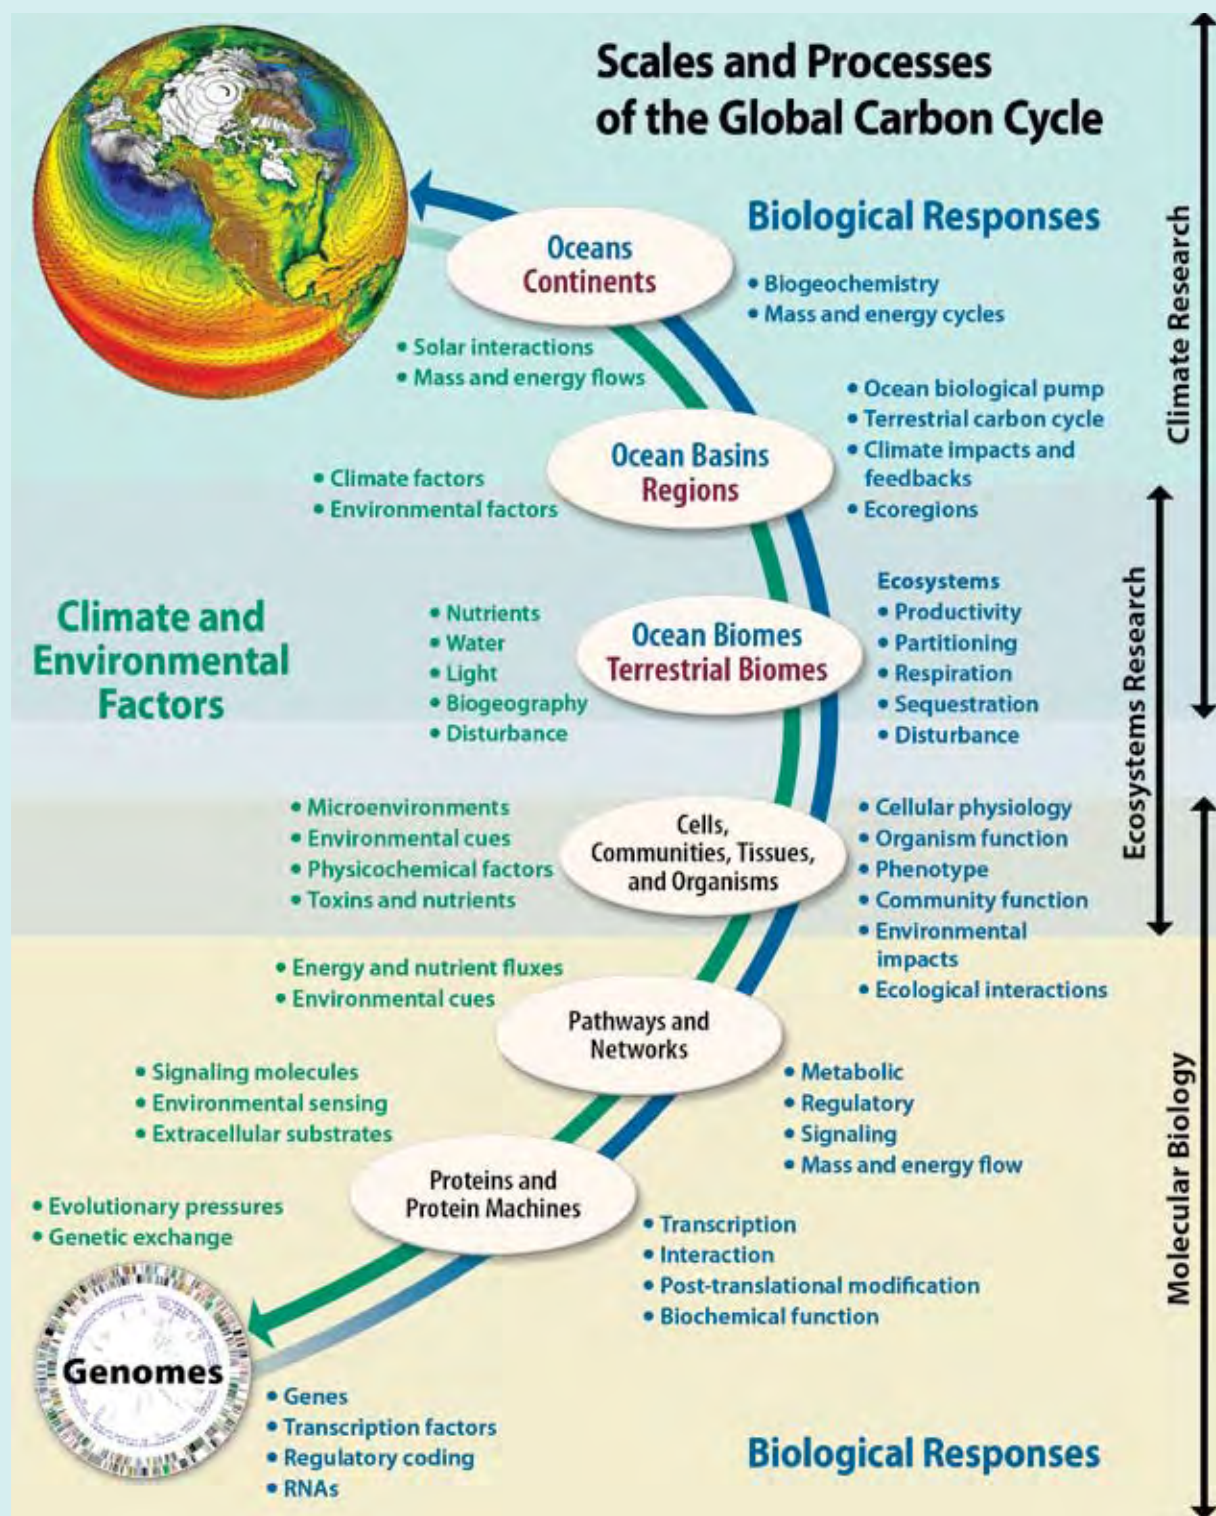 Scales and Processes
of the Global Carbon Cycle
Biological Responses
Oceans
Continents
• Biogeochemistry
• Mass and energy cycles
• Solar interactions
• Mass and energy flows
Climate Research
Ocean Basins
Regions
• Ocean biological pump
• Terrestrial carbon cycle
• Climate impacts and
feedbacks
• Ecoregions
• Climate factors
• Environmental factors
Climate and
Environmental
Factors
• Nutrients
• Water
• Light
• Biogeography
• Disturbance
Ocean Biomes
Terrestrial Biomes
Ecosystems
• Productivity
• Partitioning
• Respiration
• Sequestration
• Disturbance
Ecosystems Research
• Microenvironments
• Environmental cues
• Physicochemical factors
• Toxins and nutrients
Cells,
Communities, Tissues,
and Organisms
• Cellular physiology
• Organism function
• Phenotype
• Community function
• Environmental
impacts
• Ecological interactions
• Energy and nutrient fluxes
• Environmental cues
Pathways and
Networks
• Metabolic
• Regulatory
• Signaling
• Mass and energy flow
Molecular Biology
• Signaling molecules
• Environmental sensing
• Extracellular substrates
Proteins and
Protein Machines
• Transcription
• Interaction
• Post-translational modification
• Biochemical function
• Evolutionary pressures
• Genetic exchange
Genomes
• Genes
• Transcription factors
• Regulatory coding
• RNAs
Biological Responses